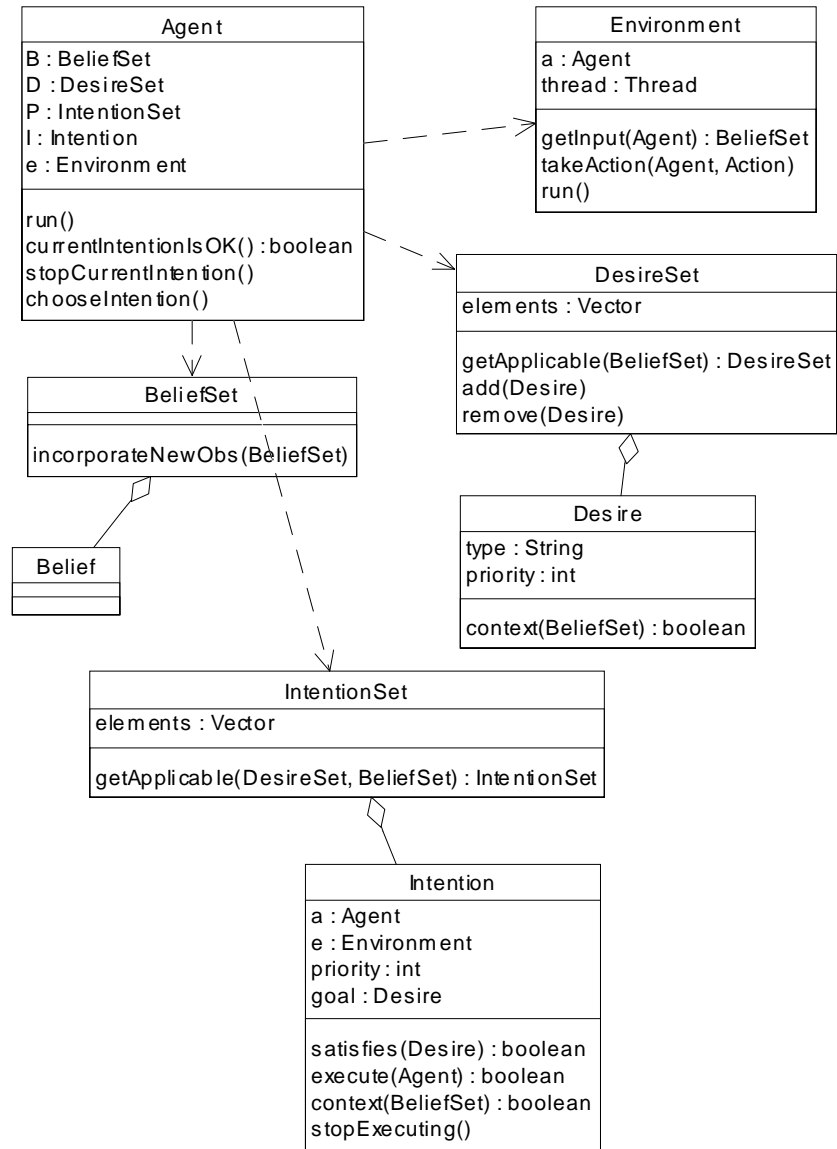 Agent
B : BeliefSet
D : DesireSet
P : IntentionSet
I : Intention
e : Environment
run()
currentIntentionIsOK() : boolean
stopCurrentIntention()
chooseIntention()
Environment
a : Agent
thread : Thread
getInput(Agent) : BeliefSet
takeAction(Agent, Action)
run()
DesireSet
elements : Vector
getApplicable(BeliefSet) : DesireSet
add(Desire)
remove(Desire)
BeliefSet
incorporateNewObs(BeliefSet)
Desire
type : String
priority : int
context(BeliefSet) : boolean
Belief
IntentionSet
elements : Vector
getApplicable(DesireSet, BeliefSet) : IntentionSet
Intention
a : Agent
e : Environment
priority : int
goal : Desire
satisfies(Desire) : boolean
execute(Agent) : boolean
context(BeliefSet) : boolean
stopExecuting()